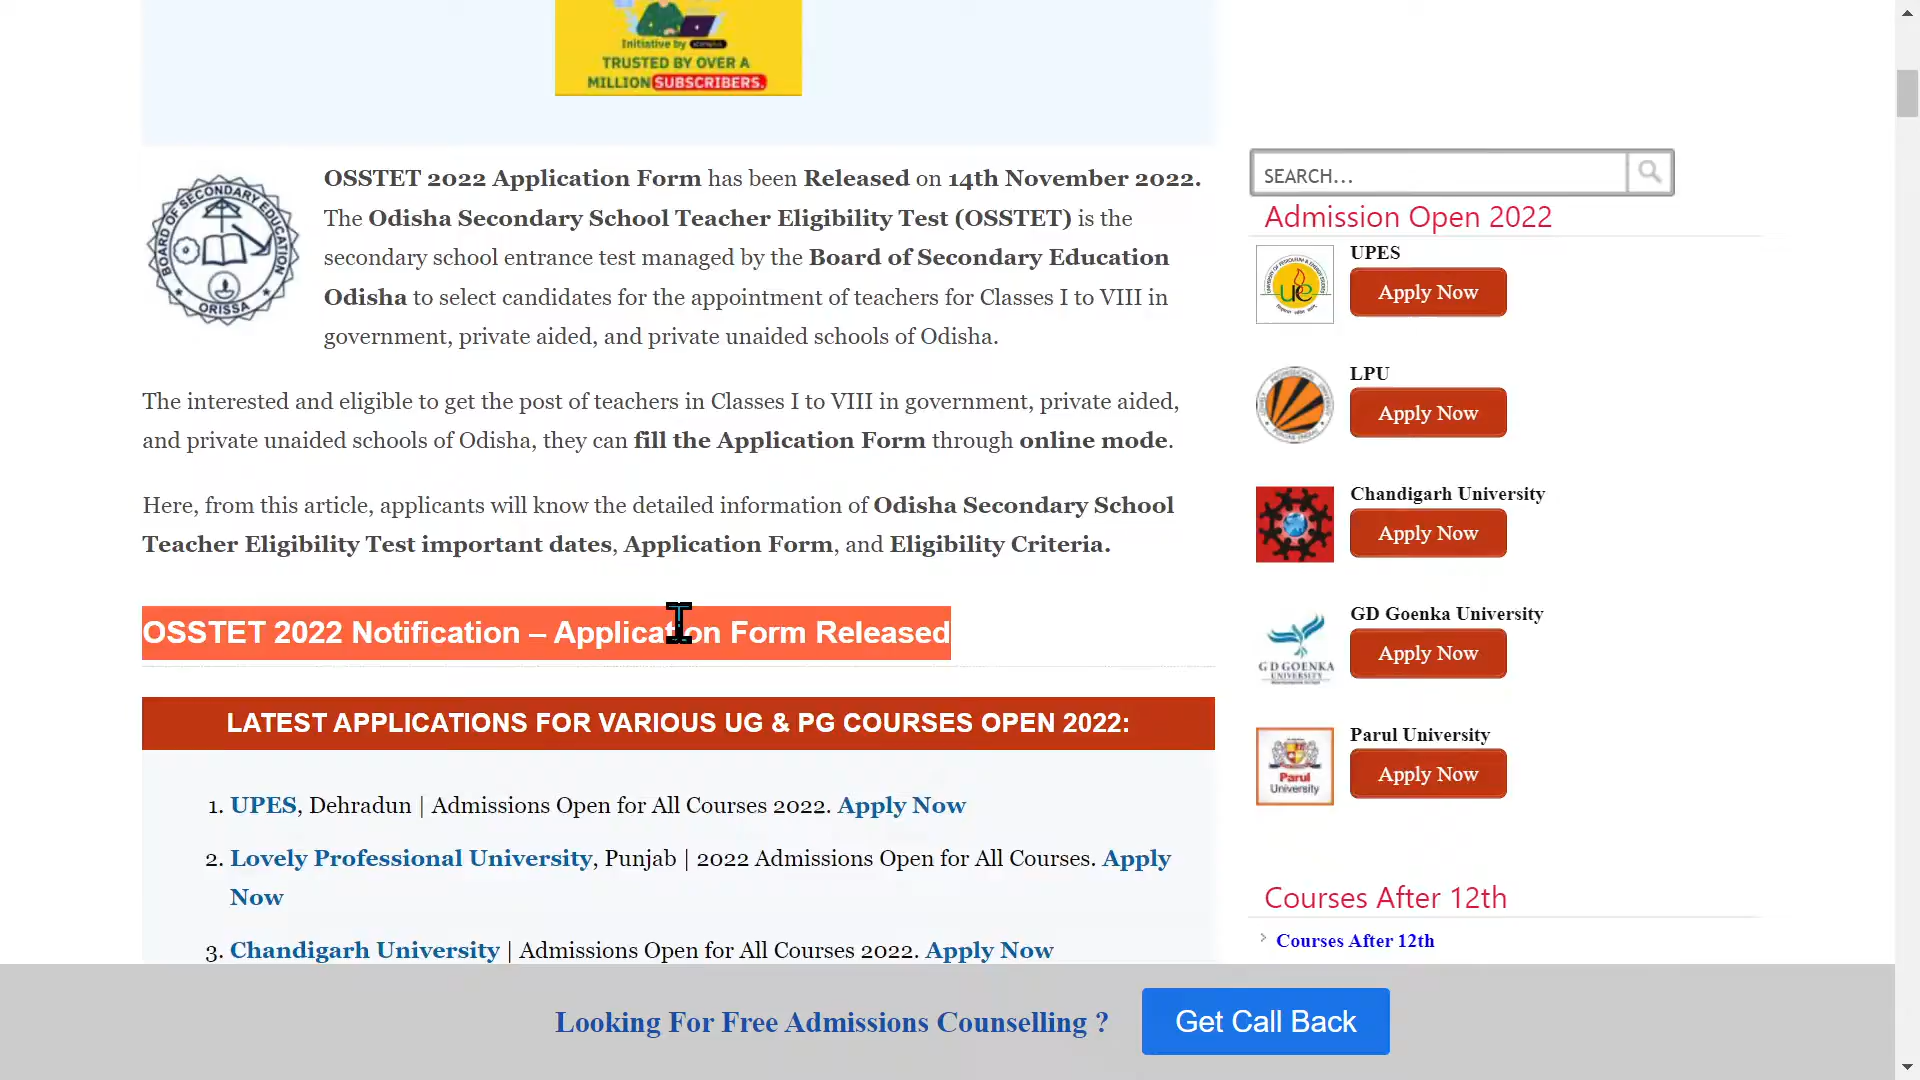 Initiative by
TRUSTED BY OVER A
MILLION SUBSCRIBERS.
BOARD OF SECONDARY EDUCATION
ORISSA
OSSTET 2022 Application Form has been Released on 14th November 2022.
The Odisha Secondary School Teacher Eligibility Test (OSSTET) is the
secondary school entrance test managed by the Board of Secondary Education
Odisha to select candidates for the appointment of teachers for Classes I to VIII in
government, private aided, and private unaided schools of Odisha.
The interested and eligible to get the post of teachers in Classes I to VIII in government, private aided,
and private unaided schools of Odisha, they can fill the Application Form through online mode.
Here, from this article, applicants will know the detailed information of Odisha Secondary School
Teacher Eligibility Test important dates, Application Form, and Eligibility Criteria.
OSSTET 2022 Notification – Application Form Released
LATEST APPLICATIONS FOR VARIOUS UG & PG COURSES OPEN 2022:
1. UPES, Dehradun | Admissions Open for All Courses 2022. Apply Now
2. Lovely Professional University, Punjab | 2022 Admissions Open for All Courses. Apply
Now
3. Chandigarh University | Admissions Open for All Courses 2022. Apply Now
SEARCH...
Admission Open 2022
UPES
Apply Now
LPU
Apply Now
Chandigarh University
Apply Now
GD Goenka University
G D GOENKA
UNIVERSITY
Apply Now
Parul University
Parul
University
Apply Now
Courses After 12th
Courses After 12th
Looking For Free Admissions Counselling ?
Get Call Back